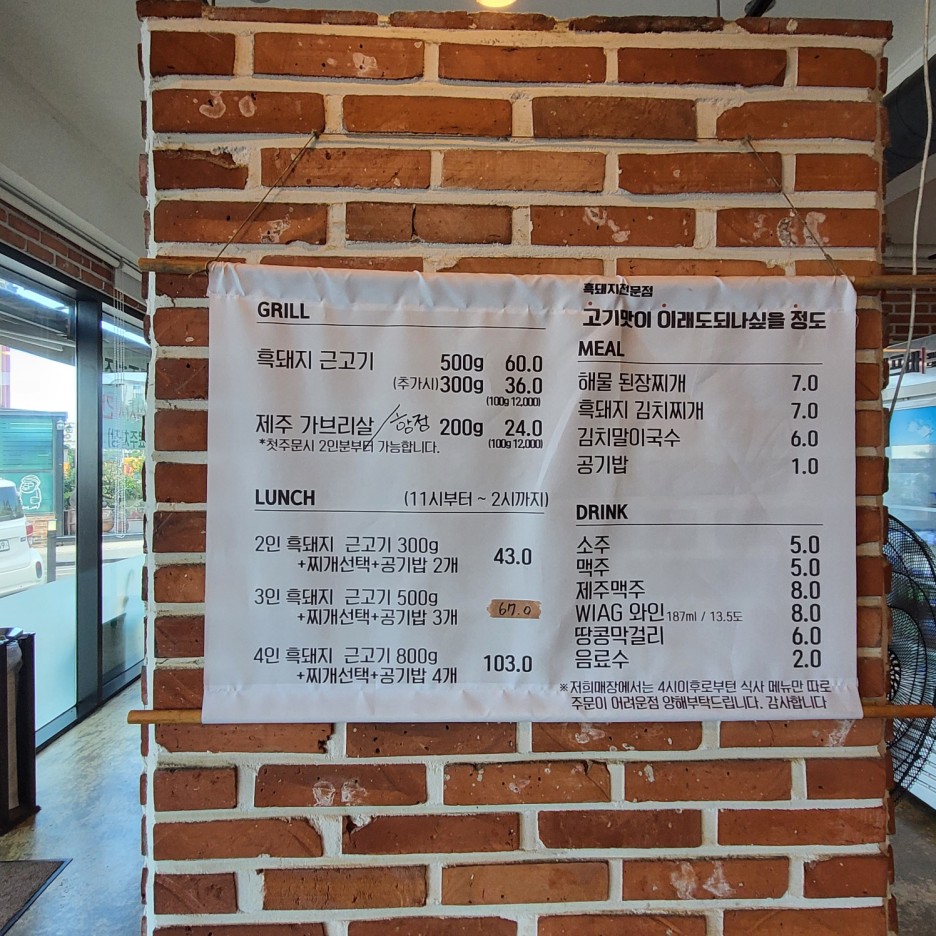 GRILL
흑돼지 근고기 500g 60.0
(추가시)300g 36.0
(100g 12,000)
제주 가브리살/항정 200g 24.0
*첫주문시 2인분부터 가능합니다. (100g 12,000)
LUNCH (11시부터 ~ 2시까지)
2인 흑돼지 근고기 300g
+찌개선택+공기밥 2개 43.0
3인 흑돼지 근고기 500g
+찌개선택+공기밥 3개 67.0
4인 흑돼지 근고기 800g
+찌개선택+공기밥 4개 103.0
흑돼지전문점
고기맛이 이래도되나싶을 정도
MEAL
해물 된장찌개 7.0
흑돼지 김치찌개 7.0
김치말이국수 6.0
공기밥 1.0
DRINK
소주 5.0
맥주 5.0
제주맥주 8.0
WIAG 와인 187ml / 13.5도 8.0
땅콩막걸리 6.0
음료수 2.0
※저희매장에서는 4시이후로부턴 식사 메뉴만 따로
주문이 어려운점 양해부탁드립니다. 감사합니다